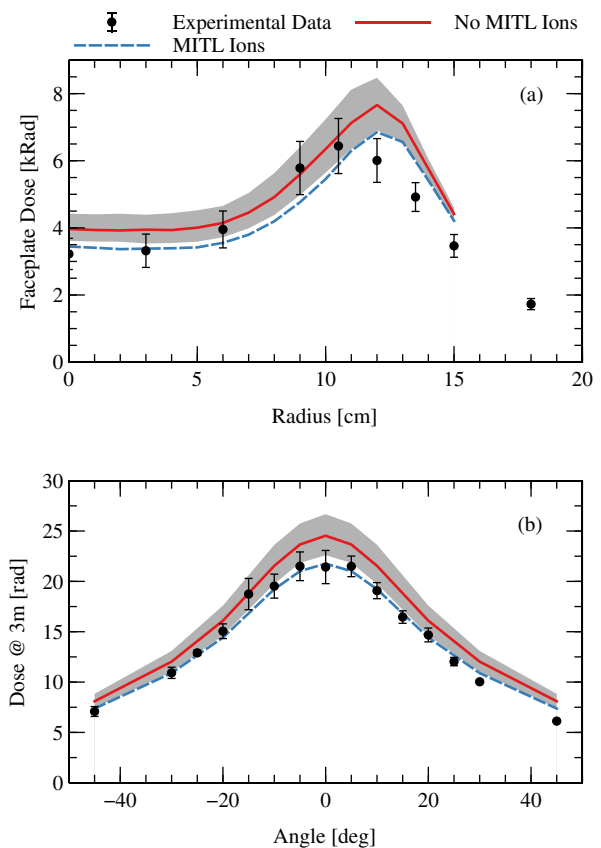 Experimental Data No MITL Ions
MITL Ions
(a)
Faceplate Dose [kRad]
8
6
4
2
0
0 5 10 15 20
Radius [cm]
(b)
Dose @ 3m [rad]
30
25
20
15
10
5
0
−40 −20 0 20 40
Angle [deg]